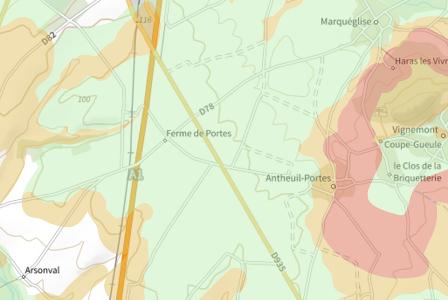 116
Marquéglise
D82
Haras les Vivr
100
D78
Ferme de Portes
Vignemont
Coupe-Gueule
le Clos de la
Briquetterie
A1
Antheuil-Portes
D935
Arsonval